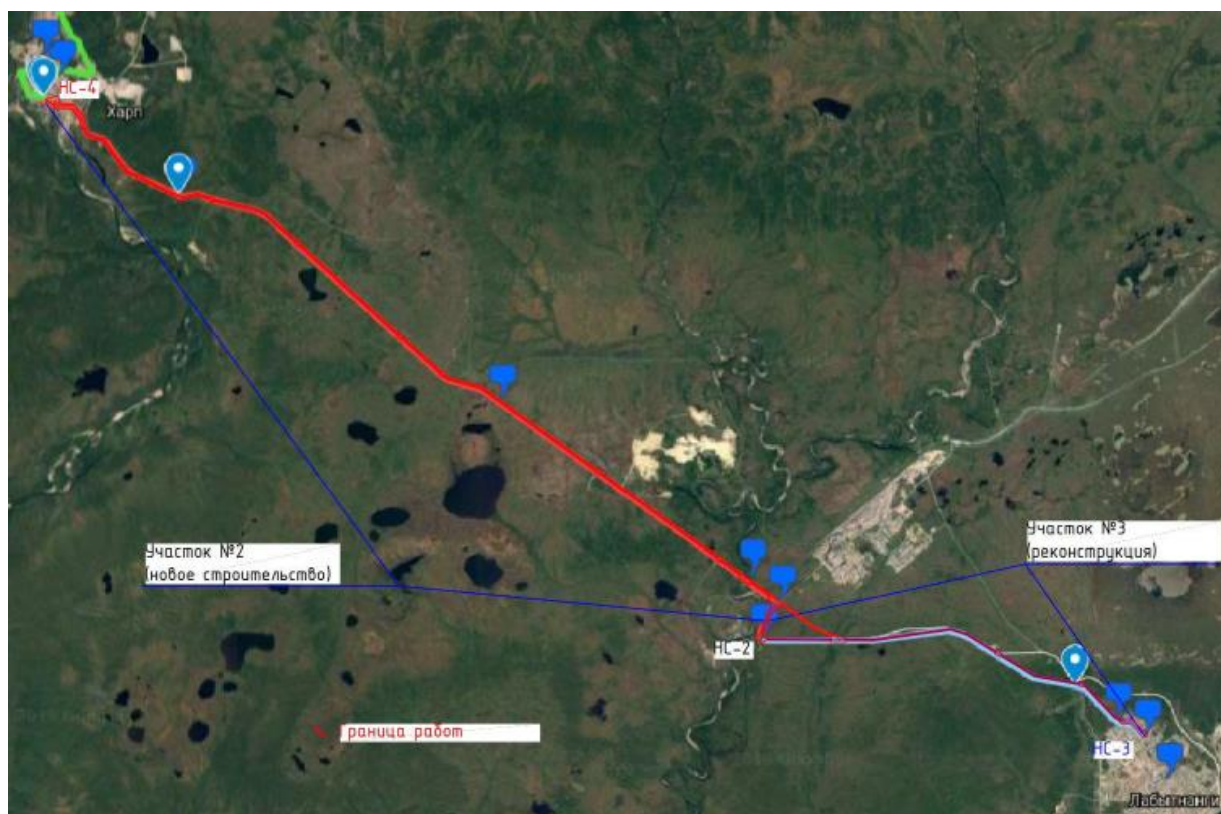 НС-4
Харп
Участок №2
(новое строительство)
Участок №3
(реконструкция)
НС-2
Граница работ
НС-3
Лабытнанги